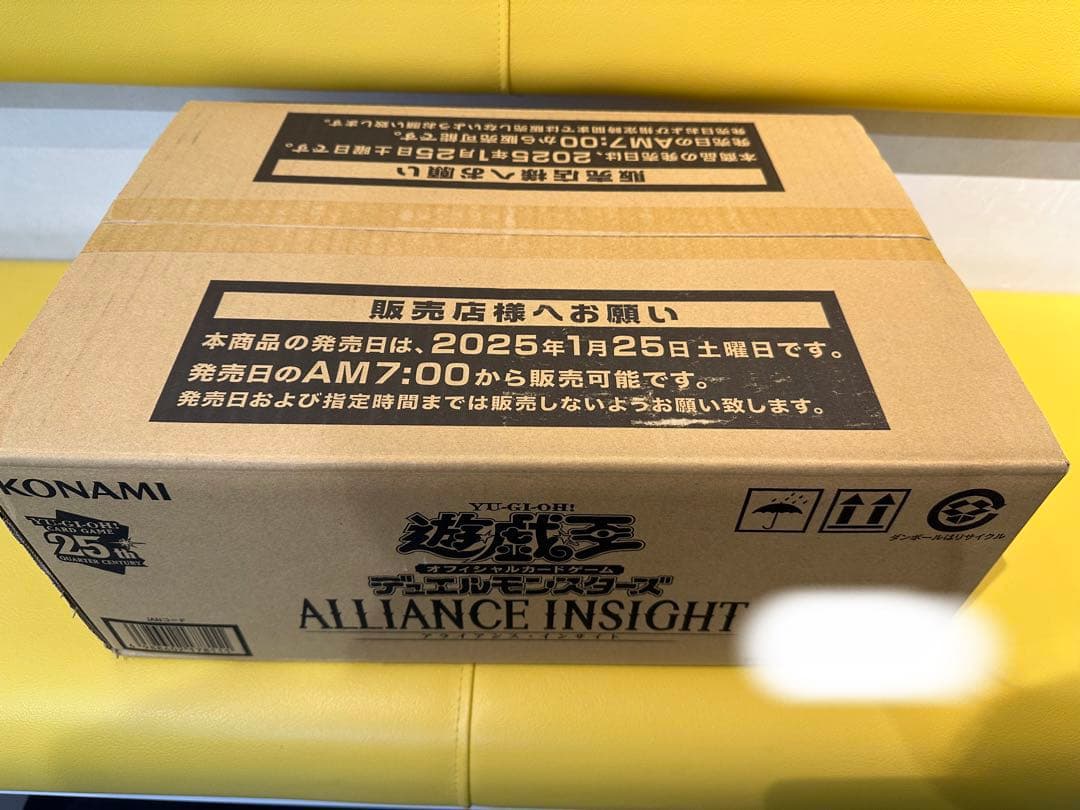 発売日および指定時間までは販売しないようお願い致します。
発売日のAM7:00から販売可能です。
本商品の発売日は、2025年1月25日土曜日です。
販売店様へお願い
販売店様へお願い
本商品の発売日は、2025年1月25日 土曜日です。
発売日のAM7:00から販売可能です。
発売日および指定時間までは販売しないようお願い致します。
KONAMI
YU-GI-OH!
CARD GAME
25th
QUARTER CENTURY
YU-GI-OH!
遊戯王
オフィシャルカードゲーム
デュエルモンスターズ
ALLIANCE INSIGHT
アライアンス・インサイト
ダンボールはリサイクル
JANコード